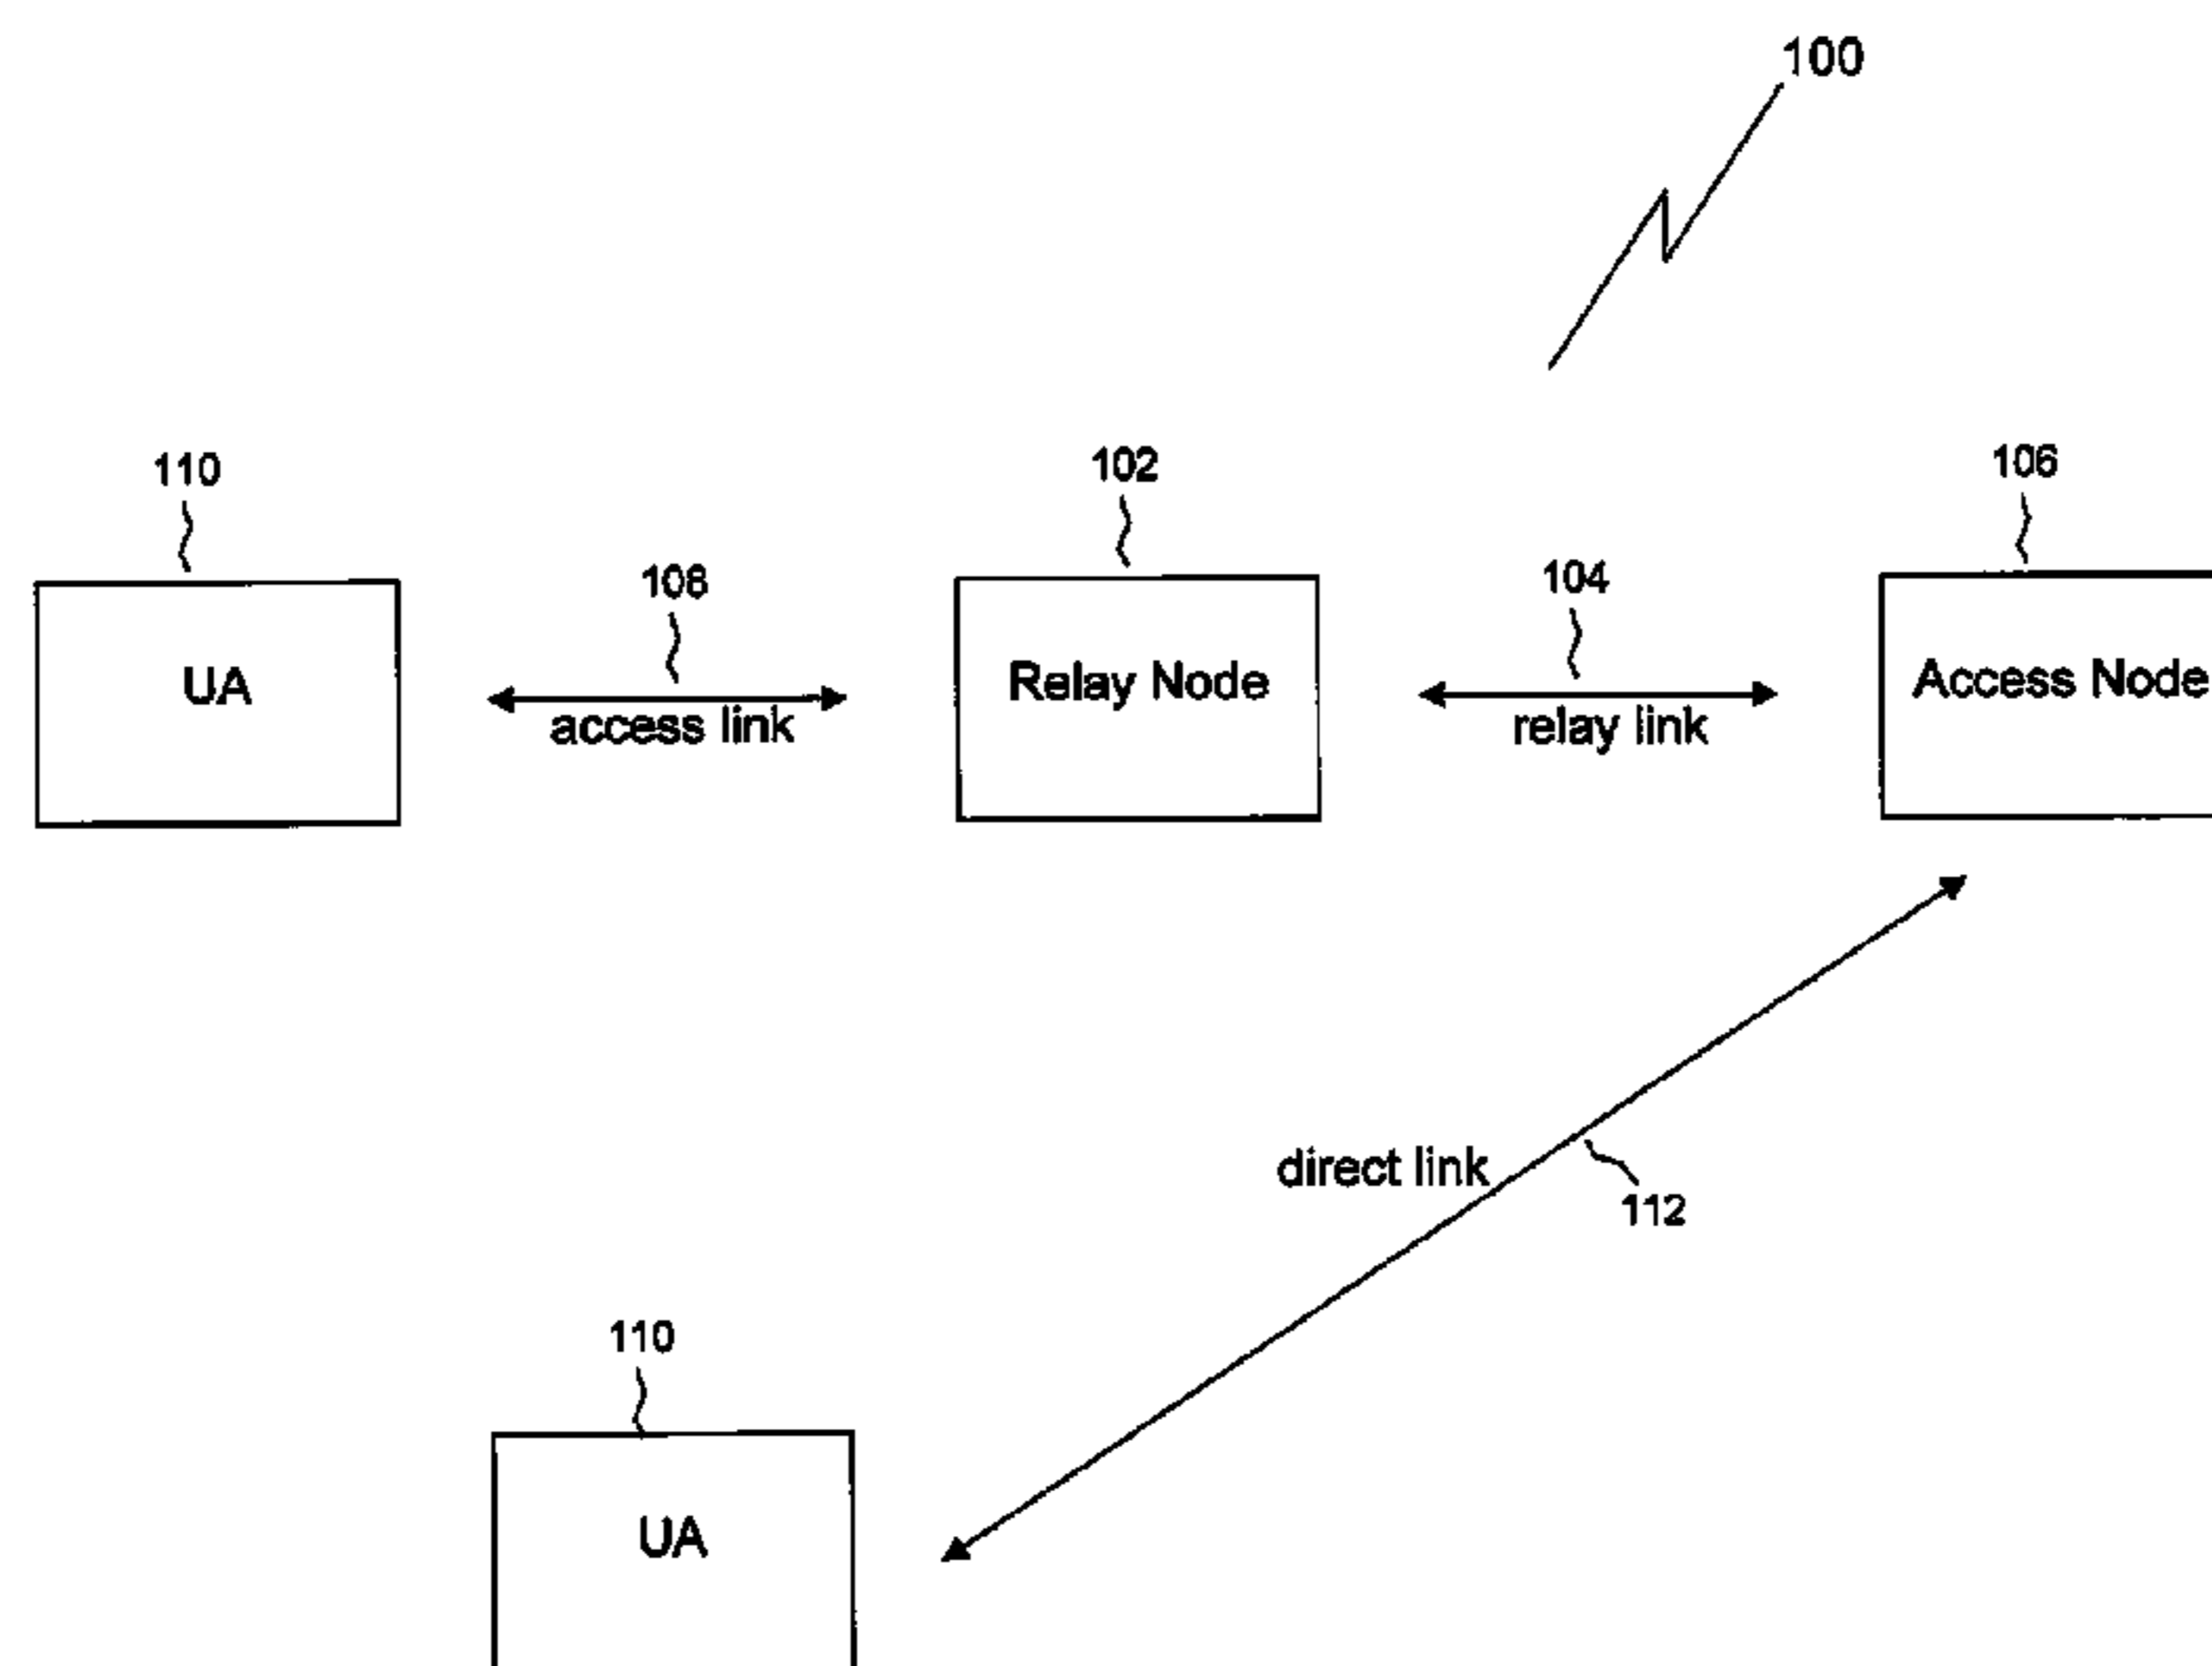 100
110
102
106
108
104
UA
Relay Node
Access Node
access link
relay link
direct link
112
110
UA